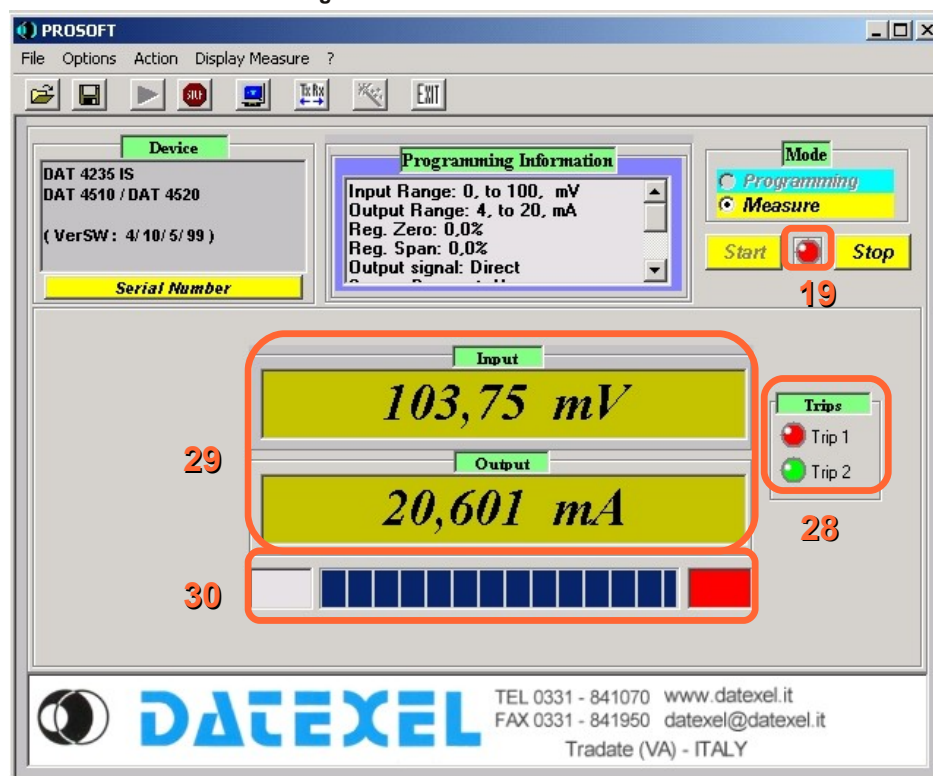 PROSOFT
File Options Action Display Measure ?
Tx Rx
EXIT
Device
DAT 4235 IS
DAT 4510 / DAT 4520
( VerSW : 4/ 10/ 5/ 99 )
Serial Number
Programming Information
Input Range: 0, to 100, mV
Output Range: 4, to 20, mA
Reg. Zero: 0,0%
Reg. Span: 0,0%
Output signal: Direct
Mode
Programming
Measure
Start
Stop
19
Input
103,75 mV
Output
20,601 mA
29
Trips
Trip 1
Trip 2
28
30
DATEXEL
TEL 0331 - 841070 www.datexel.it
FAX 0331 - 841950 datexel@datexel.it
Tradate (VA) - ITALY